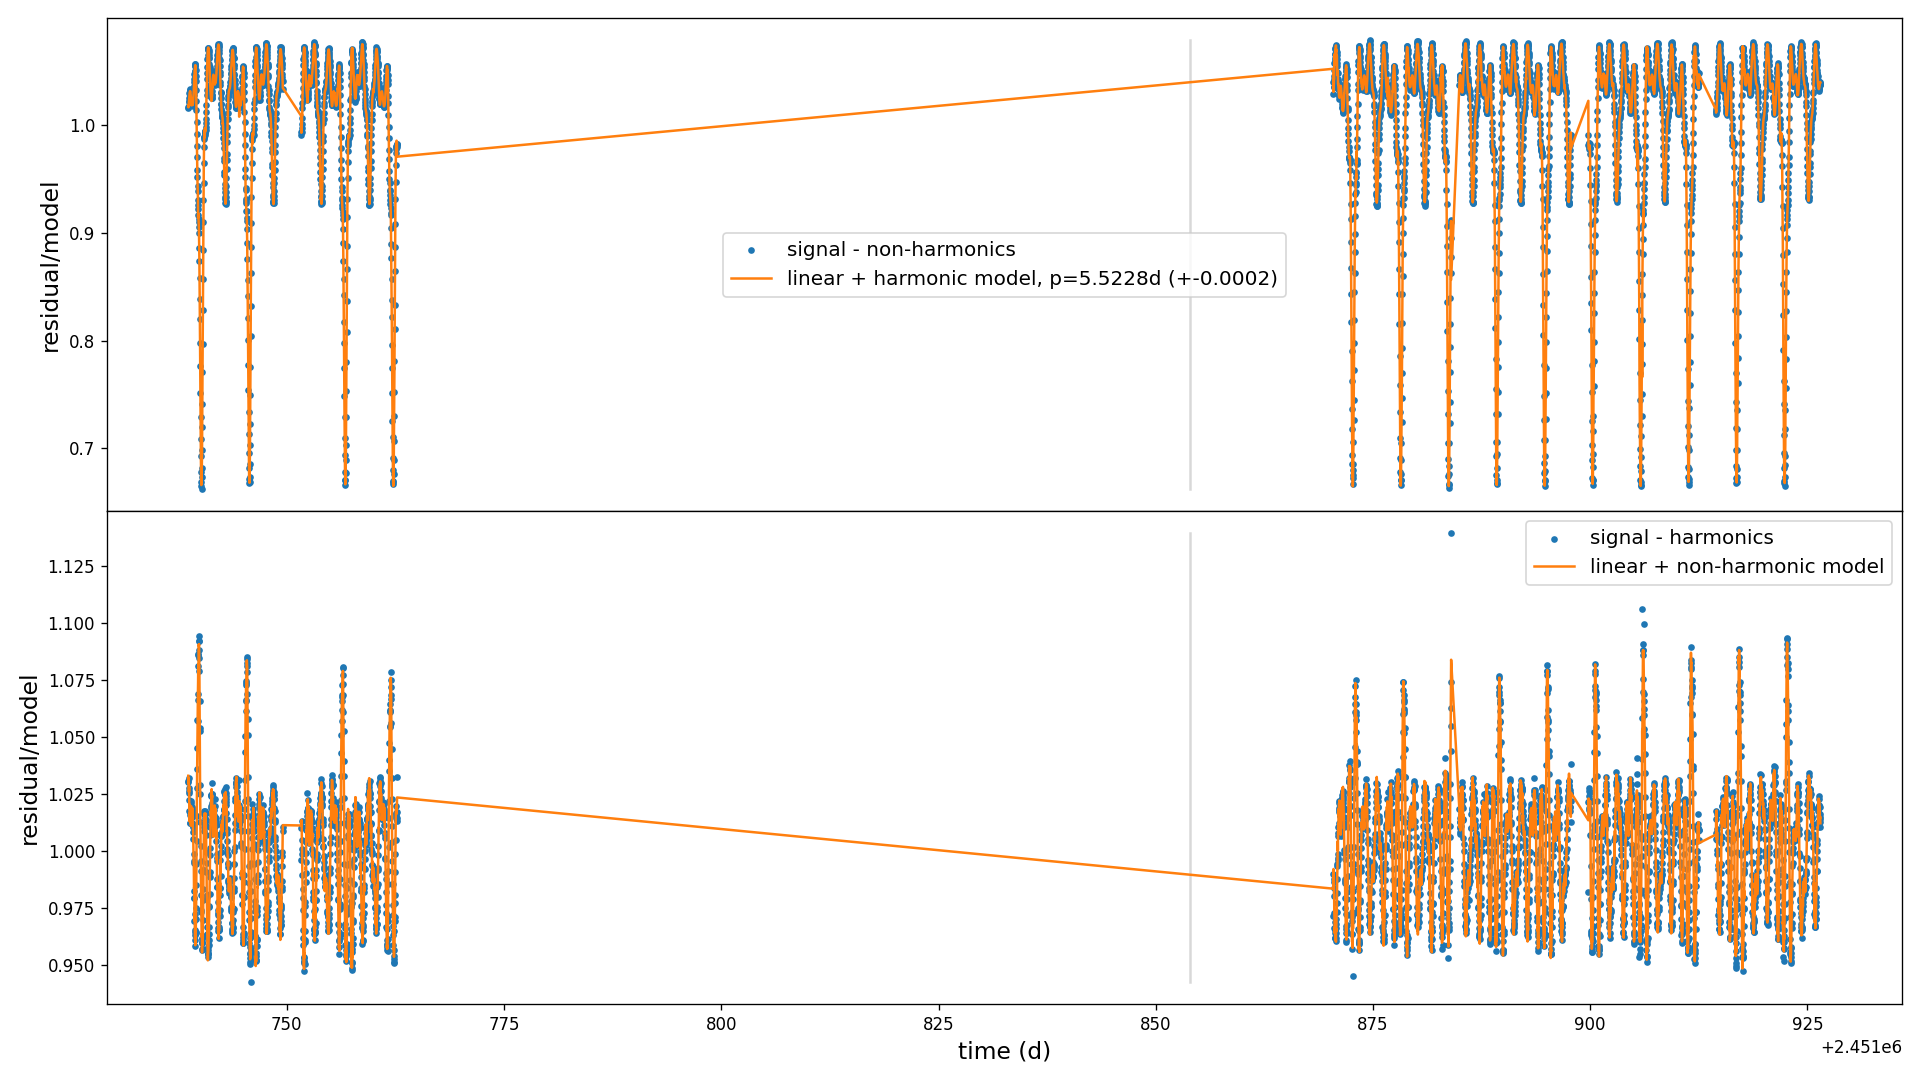 1.0
0.9
0.8
0.7
residual/model
signal - non-harmonics
linear + harmonic model, p=5.5228d (+-0.0002)
signal - harmonics
linear + non-harmonic model
1.125
1.100
1.075
1.050
1.025
1.000
0.975
0.950
residual/model
750 775 800 825 850 875 900 925
time (d)
+2.451e6